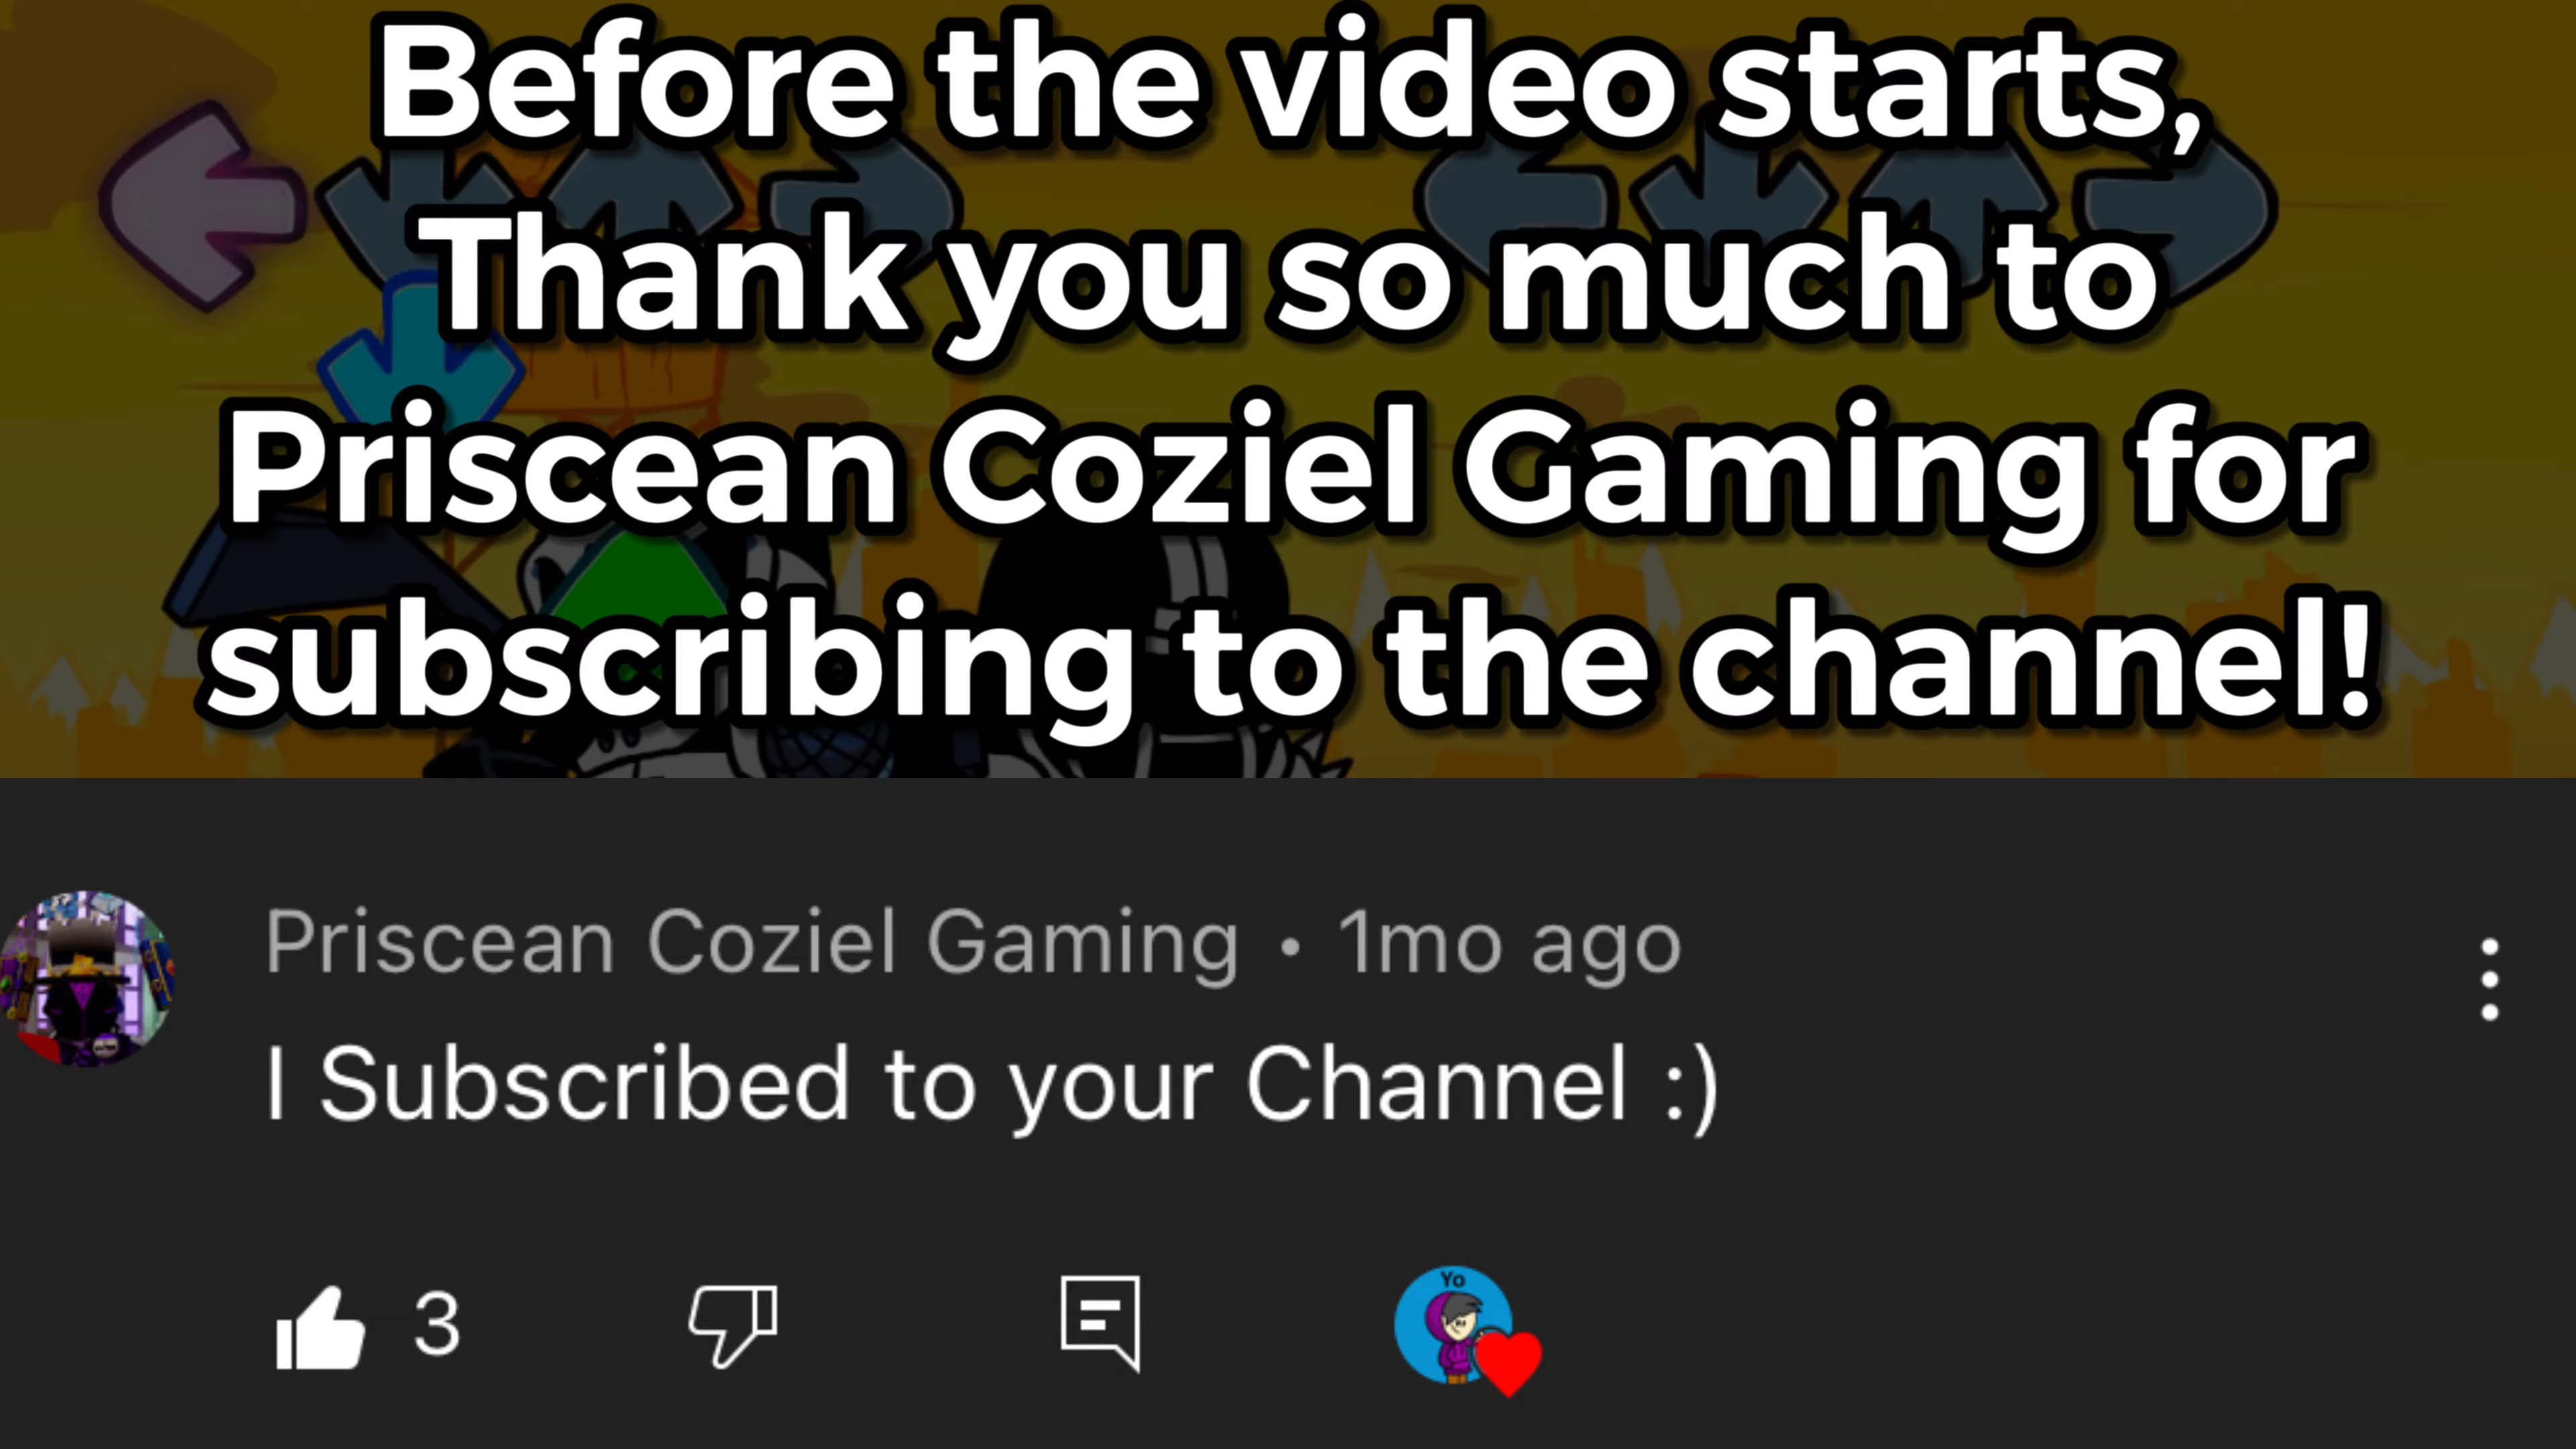 Before the video starts,
Thank you so much to
Priscean Coziel Gaming for
subscribing to the channel!
Priscean Coziel Gaming • 1mo ago
I Subscribed to your Channel :)
3
Yo